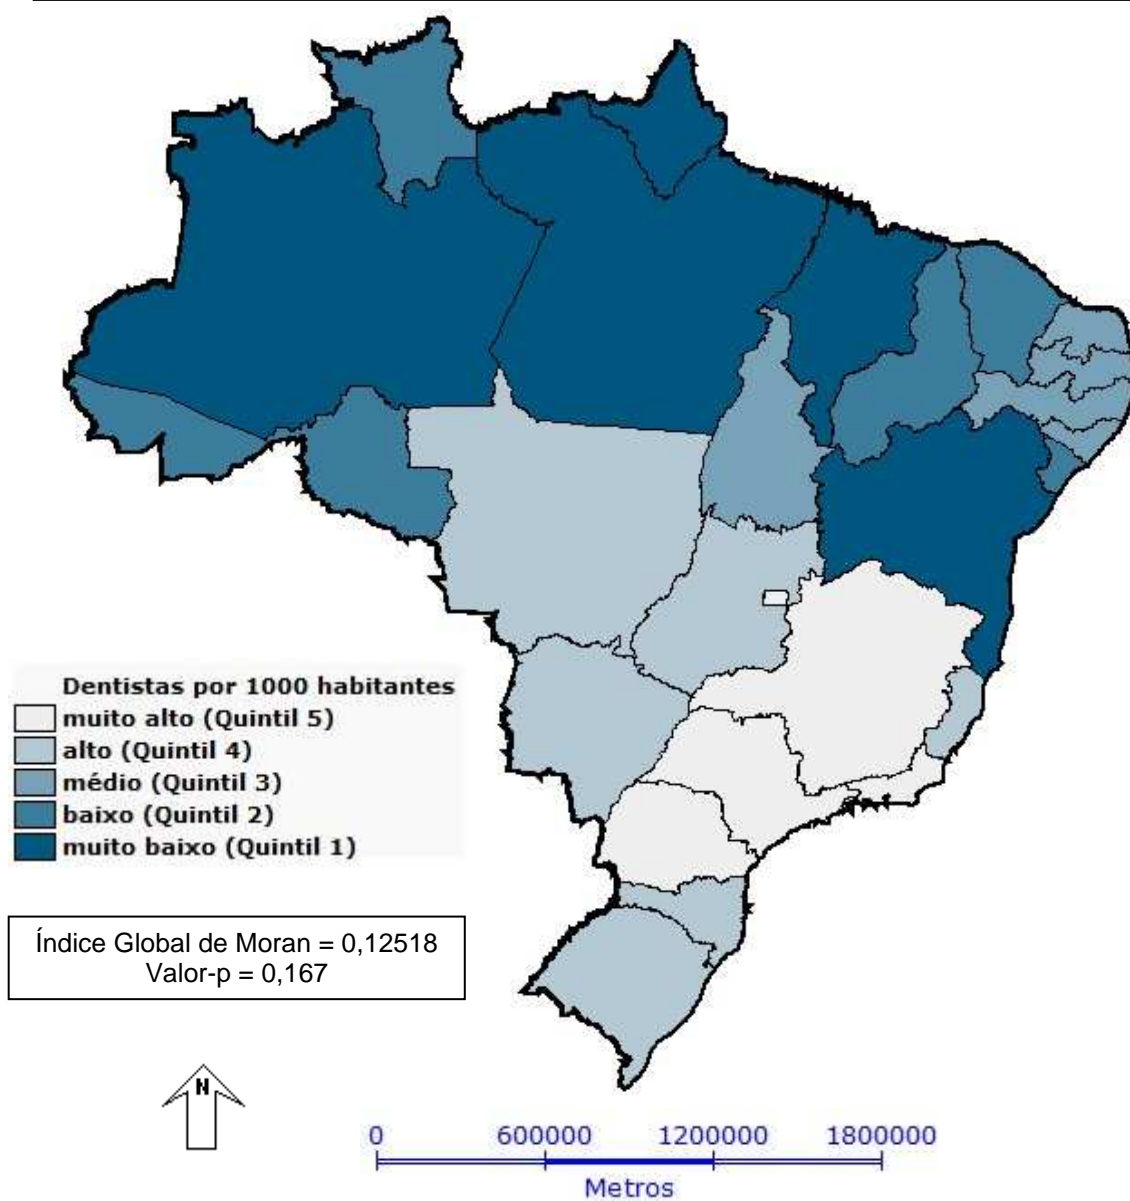 Dentistas por 1000 habitantes
muito alto (Quintil 5)
alto (Quintil 4)
médio (Quintil 3)
baixo (Quintil 2)
muito baixo (Quintil 1)
Índice Global de Moran = 0,12518
Valor-p = 0,167
N
0 600000 1200000 1800000
Metros